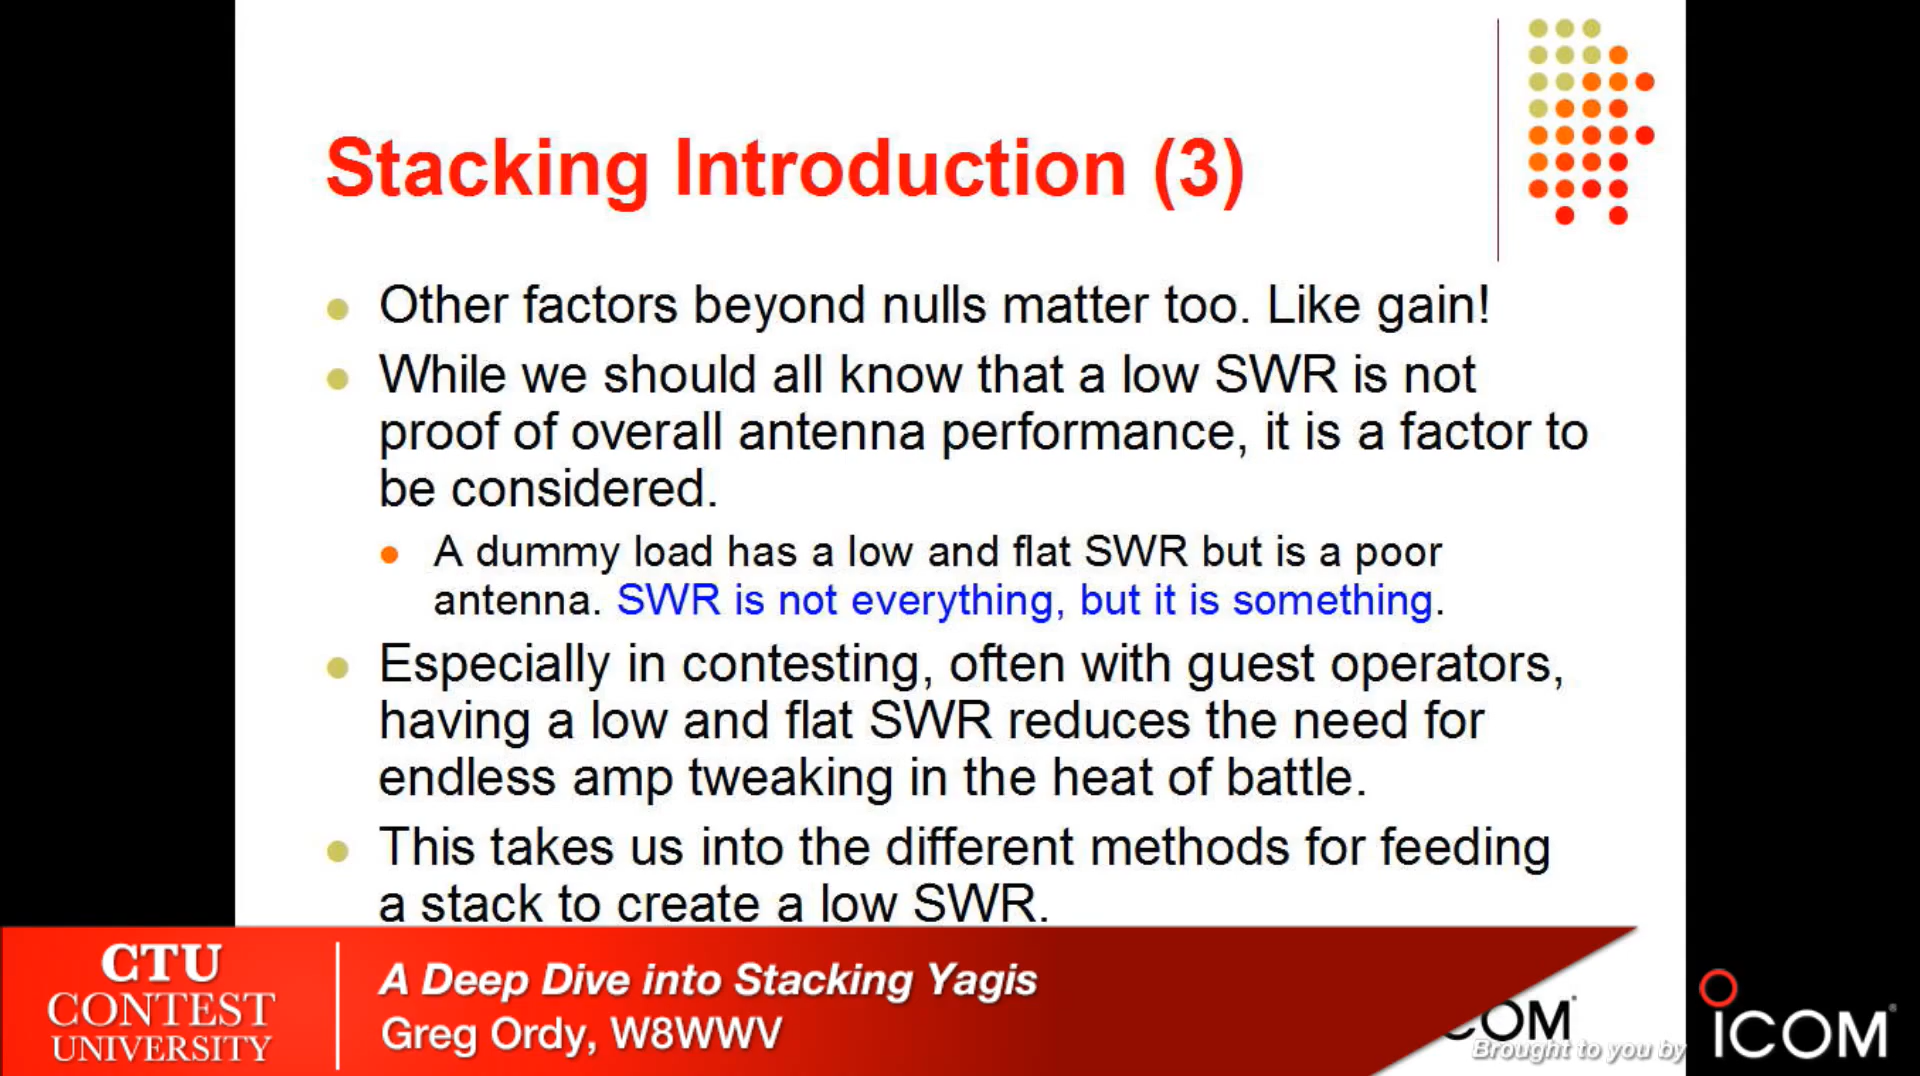 Stacking Introduction (3)
Other factors beyond nulls matter too. Like gain!
While we should all know that a low SWR is not
proof of overall antenna performance, it is a factor to
be considered.
A dummy load has a low and flat SWR but is a poor
antenna. SWR is not everything, but it is something.
Especially in contesting, often with guest operators,
having a low and flat SWR reduces the need for
endless amp tweaking in the heat of battle.
This takes us into the different methods for feeding
a stack to create a low SWR.
CTU
CONTEST
UNIVERSITY
A Deep Dive into Stacking Yagis
Greg Ordy, W8WWV
COM
Brought to you by
ICOM